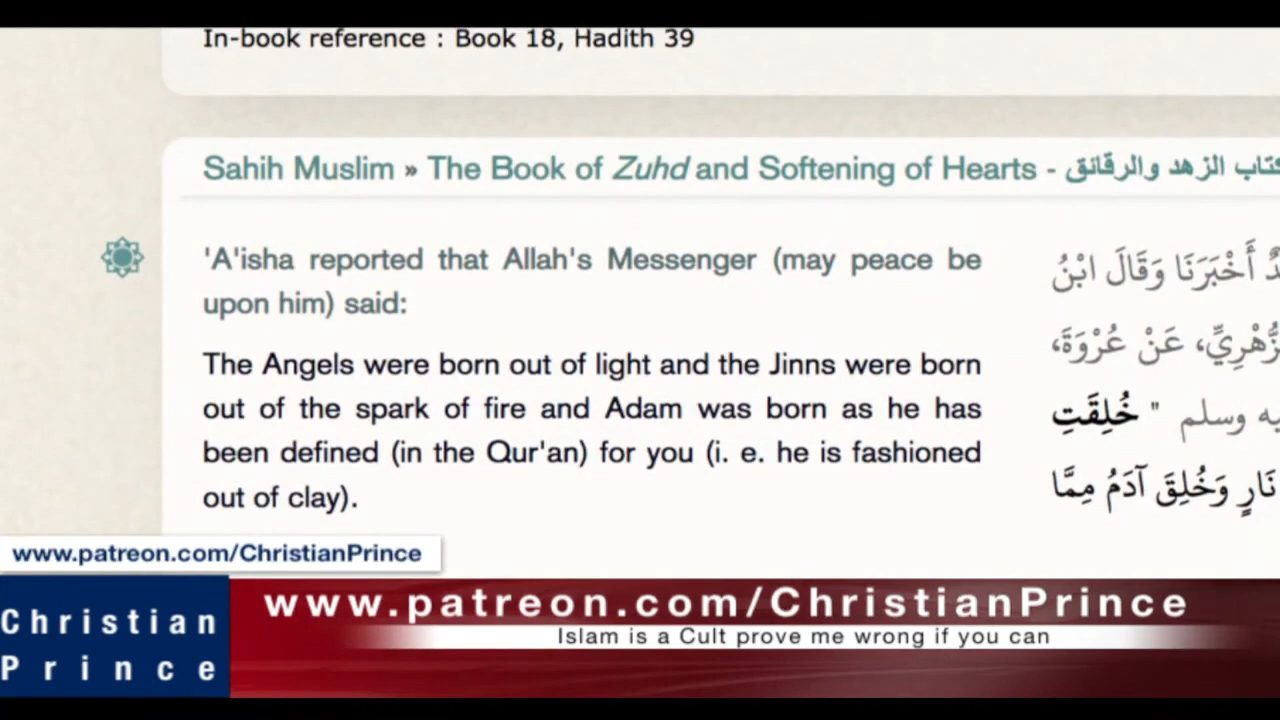 In-book reference : Book 18, Hadith 39
Sahih Muslim » The Book of Zuhd and Softening of Hearts - كتاب الزهد والرقائق
'A'isha reported that Allah's Messenger (may peace be
upon him) said:
The Angels were born out of light and the Jinns were born
out of the spark of fire and Adam was born as he has
been defined (in the Qur'an) for you (i. e. he is fashioned
out of clay).
أَخْبَرَنَا وَقَالَ ابْنُ
عَنْ عُرْوَةَ،
وسلم " خُلِقَتِ
نَارٍ وَخُلِقَ آدَمُ مِمَّا
www.patreon.com/ChristianPrince
Christian
Prince
www.patreon.com/ChristianPrince
Islam is a Cult prove me wrong if you can